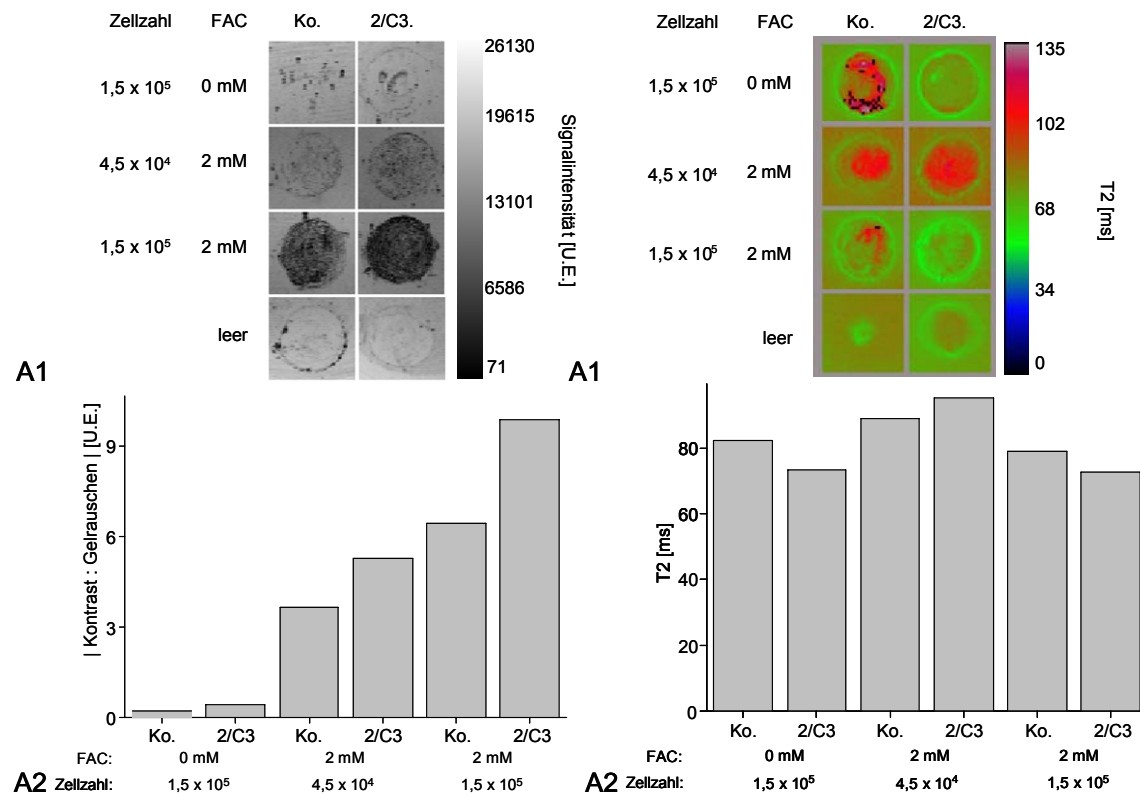 Zellzahl FAC Ko. 2/C3.
1,5 x 10⁵ 0 mM
4,5 x 10⁴ 2 mM
1,5 x 10⁵ 2 mM
leer
26130
19615
13101
6586
71
Signalintensität [U.E.]
A1
Zellzahl FAC Ko. 2/C3.
1,5 x 10⁵ 0 mM
4,5 x 10⁴ 2 mM
1,5 x 10⁵ 2 mM
leer
135
102
68
34
0
T2 [ms]
A1
| Kontrast : Gelrauschen | [U.E.]
9
6
3
0
Ko. 2/C3 Ko. 2/C3 Ko. 2/C3
FAC: 0 mM 2 mM 2 mM
A2 Zellzahl: 1,5 x 10⁵ 4,5 x 10⁴ 1,5 x 10⁵
T2 [ms]
80
60
40
20
0
Ko. 2/C3 Ko. 2/C3 Ko. 2/C3
FAC: 0 mM 2 mM 2 mM
A2 Zellzahl: 1,5 x 10⁵ 4,5 x 10⁴ 1,5 x 10⁵